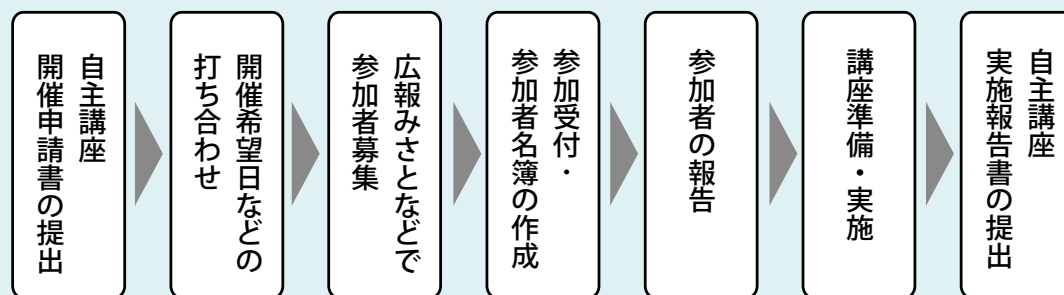 自主講座
開催申請書の提出
開催希望日などの
打ち合わせ
広報みさとなどで
参加者募集
参加受付・
参加者名簿の作成
参加者の報告
講座準備・実施
自主講座
実施報告書の提出